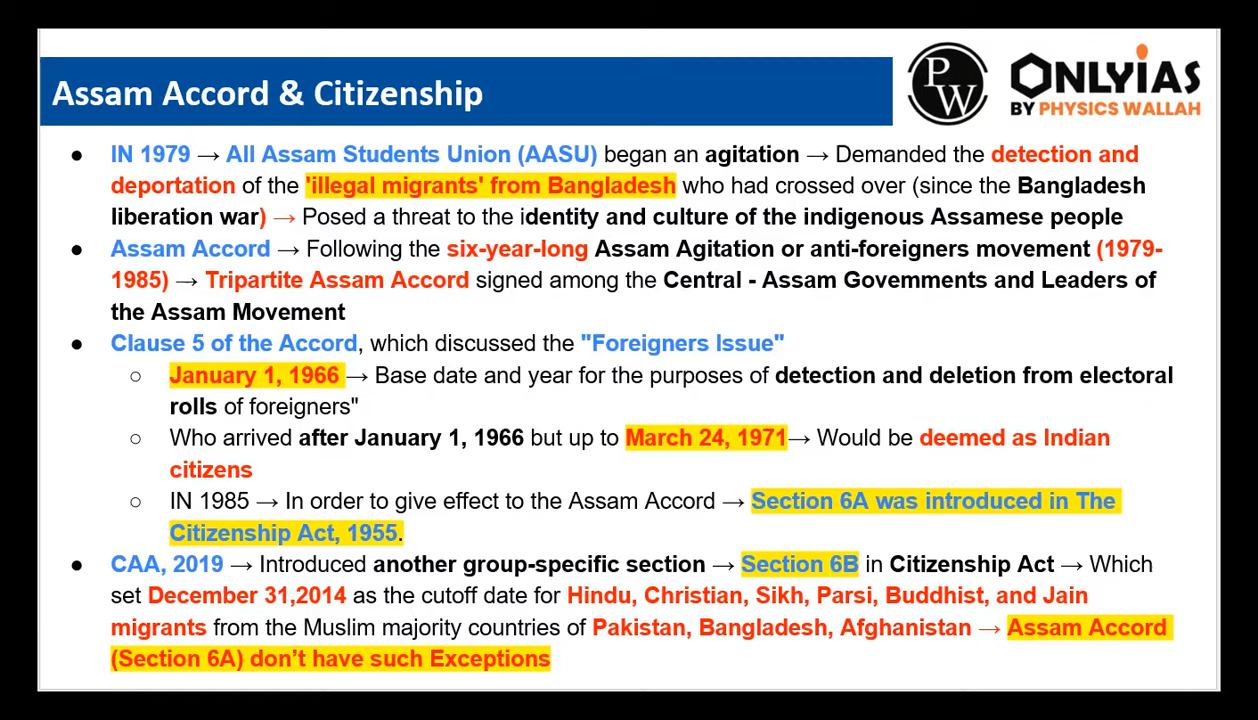 Assam Accord & Citizenship
PW
ONLYIAS
BY PHYSICS WALLAH
● IN 1979 → All Assam Students Union (AASU) began an agitation → Demanded the detection and
deportation of the 'illegal migrants' from Bangladesh who had crossed over (since the Bangladesh
liberation war) → Posed a threat to the identity and culture of the indigenous Assamese people
● Assam Accord → Following the six-year-long Assam Agitation or anti-foreigners movement (1979-
1985) → Tripartite Assam Accord signed among the Central - Assam Govemments and Leaders of
the Assam Movement
● Clause 5 of the Accord, which discussed the "Foreigners Issue"
○ January 1, 1966 → Base date and year for the purposes of detection and deletion from electoral
rolls of foreigners"
○ Who arrived after January 1, 1966 but up to March 24, 1971→ Would be deemed as Indian
citizens
○ IN 1985 → In order to give effect to the Assam Accord → Section 6A was introduced in The
Citizenship Act, 1955.
● CAA, 2019 → Introduced another group-specific section → Section 6B in Citizenship Act → Which
set December 31,2014 as the cutoff date for Hindu, Christian, Sikh, Parsi, Buddhist, and Jain
migrants from the Muslim majority countries of Pakistan, Bangladesh, Afghanistan → Assam Accord
(Section 6A) don't have such Exceptions